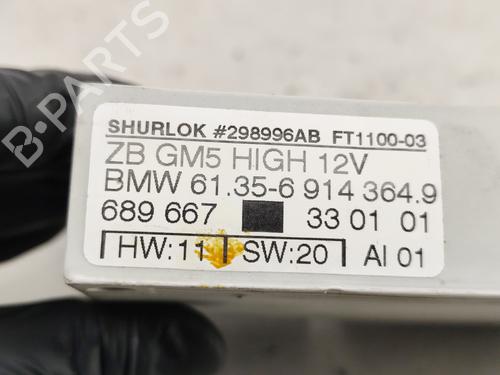 SHURLOK #298996AB FT1100-03
ZB GM5 HIGH 12V
BMW 61.35-6 914 364.9
689 667 33 01 01
HW:11 SW:20 AI 01